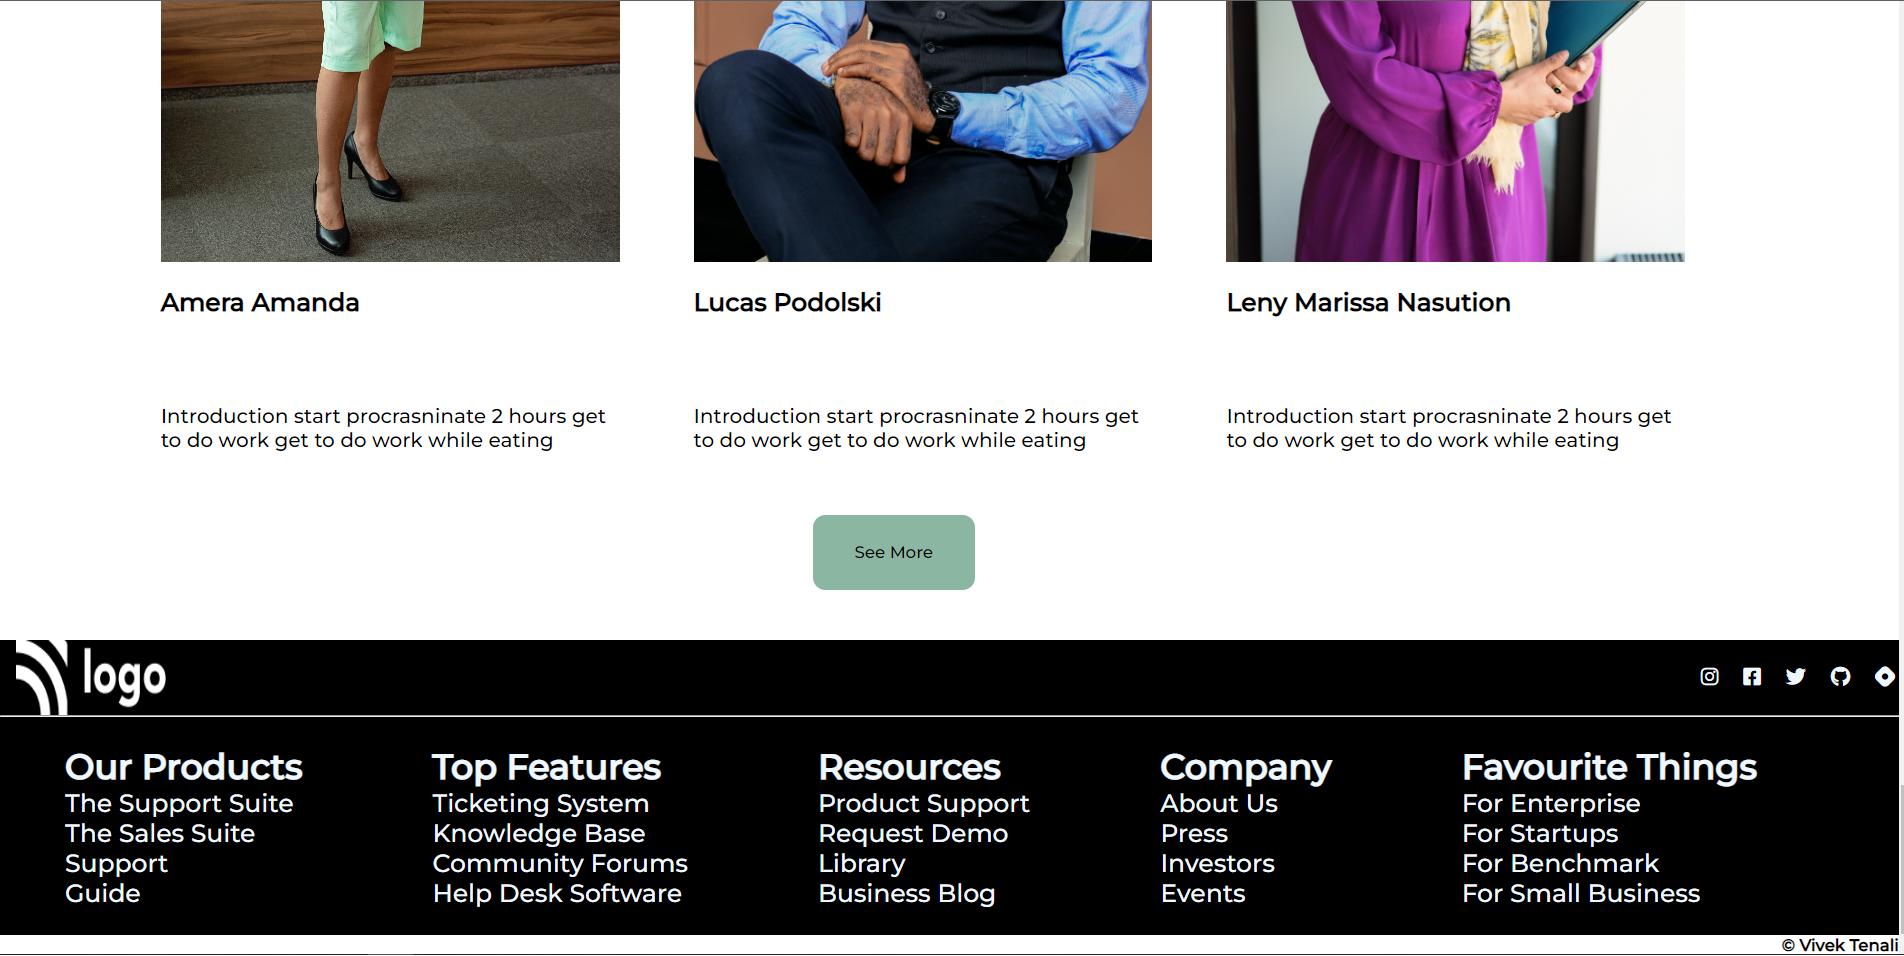 Amera Amanda
Lucas Podolski
Leny Marissa Nasution
Introduction start procrasninate 2 hours get
to do work get to do work while eating
Introduction start procrasninate 2 hours get
to do work get to do work while eating
Introduction start procrasninate 2 hours get
to do work get to do work while eating
See More
logo
Our Products
The Support Suite
The Sales Suite
Support
Guide
Top Features
Ticketing System
Knowledge Base
Community Forums
Help Desk Software
Resources
Product Support
Request Demo
Library
Business Blog
Company
About Us
Press
Investors
Events
Favourite Things
For Enterprise
For Startups
For Benchmark
For Small Business
© Vivek Tenali